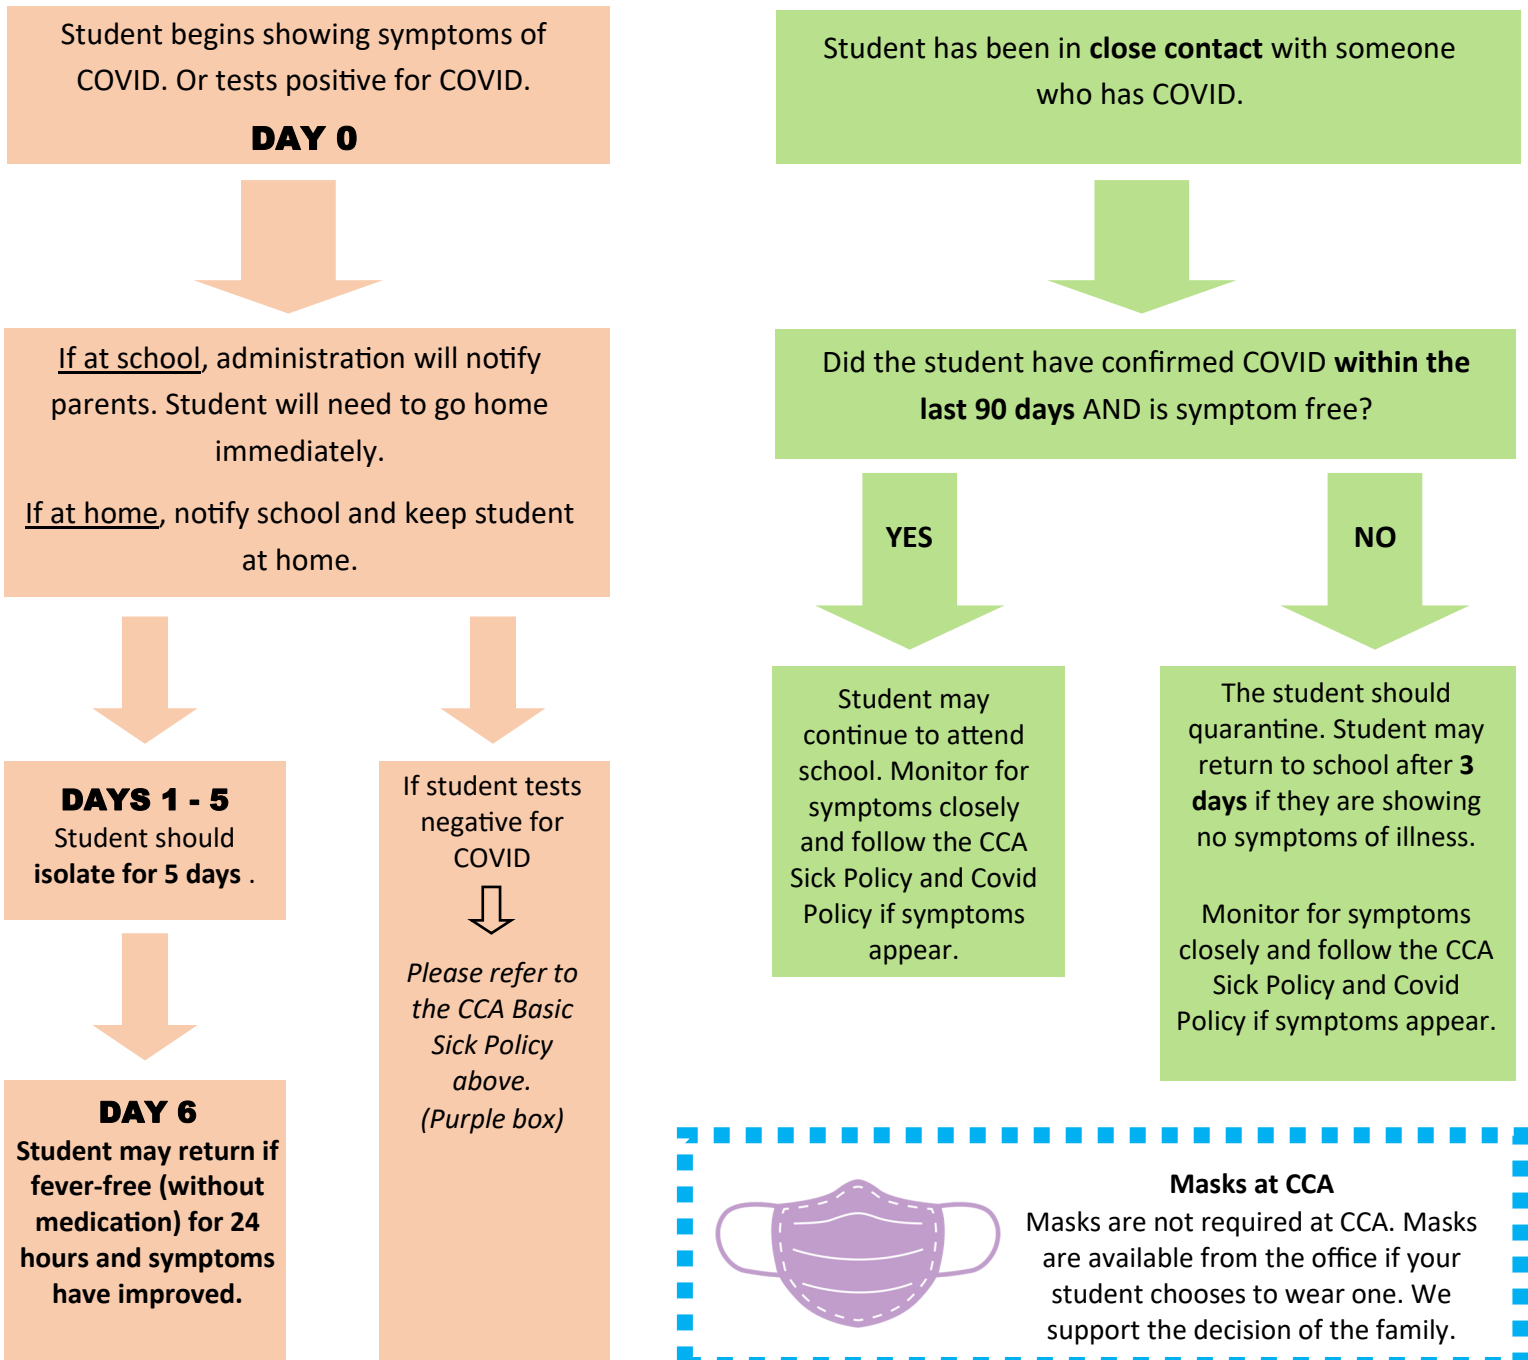 Student begins showing symptoms of
COVID. Or tests positive for COVID.
DAY 0
If at school, administration will notify
parents. Student will need to go home
immediately.
If at home, notify school and keep student
at home.
DAYS 1 - 5
Student should
isolate for 5 days .
DAY 6
Student may return if
fever-free (without
medication) for 24
hours and symptoms
have improved.
If student tests
negative for
COVID
Please refer to
the CCA Basic
Sick Policy
above.
(Purple box)
Student has been in close contact with someone
who has COVID.
Did the student have confirmed COVID within the
last 90 days AND is symptom free?
YES
Student may
continue to attend
school. Monitor for
symptoms closely
and follow the CCA
Sick Policy and Covid
Policy if symptoms
appear.
NO
The student should
quarantine. Student may
return to school after 3
days if they are showing
no symptoms of illness.
Monitor for symptoms
closely and follow the CCA
Sick Policy and Covid
Policy if symptoms appear.
Masks at CCA
Masks are not required at CCA. Masks
are available from the office if your
student chooses to wear one. We
support the decision of the family.